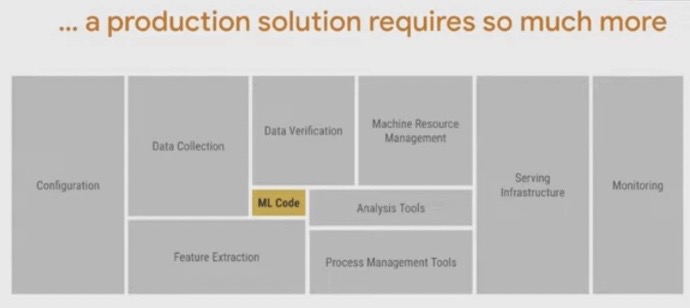 ... a production solution requires so much more
Configuration
Data Collection
Data Verification
Machine Resource
Management
ML Code
Analysis Tools
Feature Extraction
Process Management Tools
Serving
Infrastructure
Monitoring